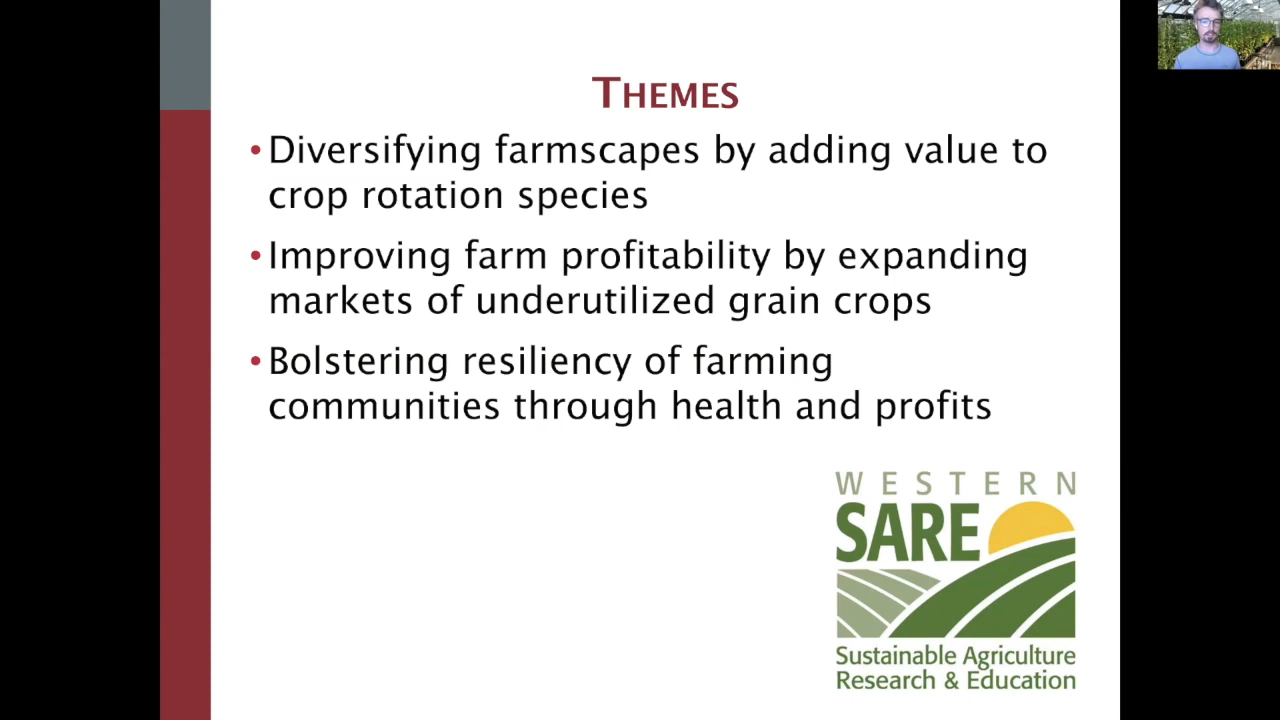 THEMES
•Diversifying farmscapes by adding value to
crop rotation species
•Improving farm profitability by expanding
markets of underutilized grain crops
•Bolstering resiliency of farming
communities through health and profits
WESTERN
SARE
Sustainable Agriculture
Research & Education